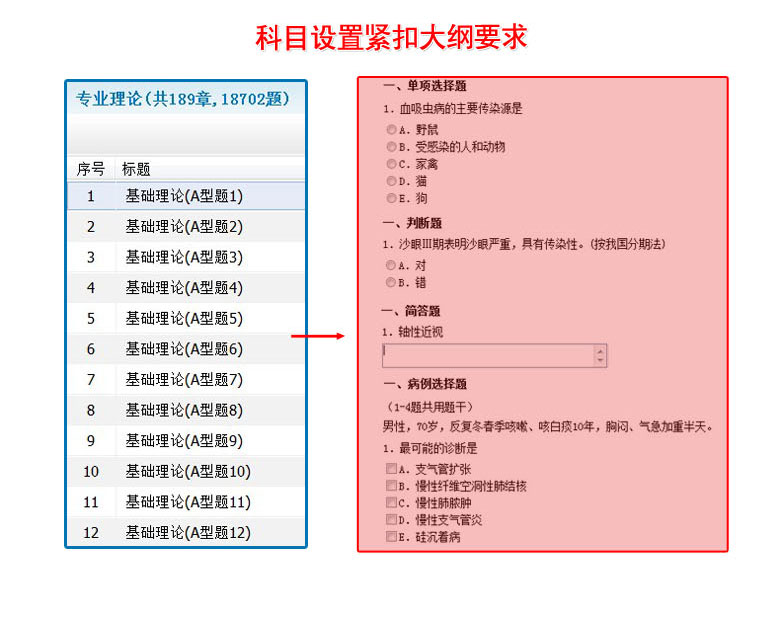 科目设置紧扣大纲要求
专业理论(共189章,18702题)
序号 标题
1 基础理论(A型题1)
2 基础理论(A型题2)
3 基础理论(A型题3)
4 基础理论(A型题4)
5 基础理论(A型题5)
6 基础理论(A型题6)
7 基础理论(A型题7)
8 基础理论(A型题8)
9 基础理论(A型题9)
10 基础理论(A型题10)
11 基础理论(A型题11)
12 基础理论(A型题12)
一、单项选择题
1. 血吸虫病的主要传染源是
A. 野鼠
B. 受感染的人和动物
C. 家禽
D. 猫
E. 狗
一、判断题
1. 沙眼Ⅲ期表明沙眼严重，具有传染性。(按我国分期法)
A. 对
B. 错
一、简答题
1. 轴性近视
一、病例选择题
（1-4题共用题干）
男性，70岁，反复冬春季咳嗽、咳白痰10年，胸闷、气急加重半天。
1. 最可能的诊断是
A. 支气管扩张
B. 慢性纤维空洞性肺结核
C. 慢性肺脓肿
D. 慢性支气管炎
E. 硅沉着病